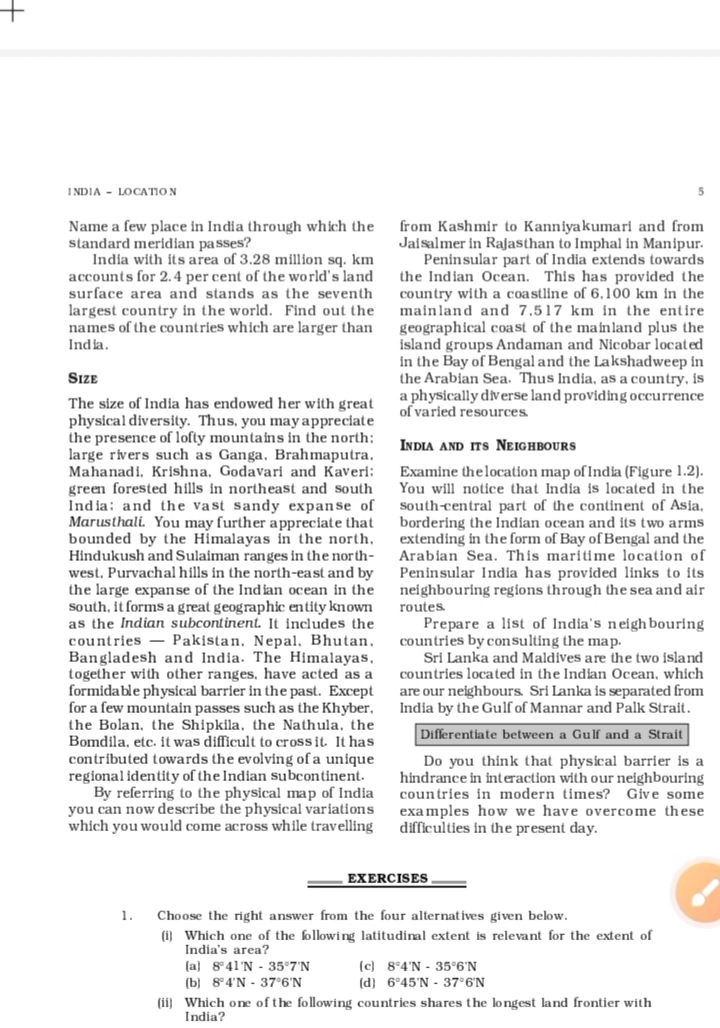 INDIA – LOCATION
5
Name a few place in India through which the
standard meridian passes?
India with its area of 3.28 million sq. km
accounts for 2.4 per cent of the world's land
surface area and stands as the seventh
largest country in the world. Find out the
names of the countries which are larger than
India.
SIZE
The size of India has endowed her with great
physical diversity. Thus, you may appreciate
the presence of lofty mountains in the north;
large rivers such as Ganga, Brahmaputra,
Mahanadi, Krishna, Godavari and Kaveri;
green forested hills in northeast and south
India; and the vast sandy expanse of
Marusthali. You may further appreciate that
bounded by the Himalayas in the north,
Hindukush and Sulaiman ranges in the north-
west, Purvachal hills in the north-east and by
the large expanse of the Indian ocean in the
south, it forms a great geographic entity known
as the Indian subcontinent. It includes the
countries — Pakistan, Nepal, Bhutan,
Bangladesh and India. The Himalayas,
together with other ranges, have acted as a
formidable physical barrier in the past. Except
for a few mountain passes such as the Khyber,
the Bolan, the Shipkila, the Nathula, the
Bomdila, etc. it was difficult to cross it. It has
contributed towards the evolving of a unique
regional identity of the Indian subcontinent.
By referring to the physical map of India
you can now describe the physical variations
which you would come across while travelling
from Kashmir to Kanniyakumari and from
Jaisalmer in Rajasthan to Imphal in Manipur.
Peninsular part of India extends towards
the Indian Ocean. This has provided the
country with a coastline of 6,100 km in the
mainland and 7,517 km in the entire
geographical coast of the mainland plus the
island groups Andaman and Nicobar located
in the Bay of Bengal and the Lakshadweep in
the Arabian Sea. Thus India, as a country, is
a physically diverse land providing occurrence
of varied resources.
INDIA AND ITS NEIGHBOURS
Examine the location map of India (Figure 1.2).
You will notice that India is located in the
south-central part of the continent of Asia,
bordering the Indian ocean and its two arms
extending in the form of Bay of Bengal and the
Arabian Sea. This maritime location of
Peninsular India has provided links to its
neighbouring regions through the sea and air
routes.
Prepare a list of India's neighbouring
countries by consulting the map.
Sri Lanka and Maldives are the two island
countries located in the Indian Ocean, which
are our neighbours. Sri Lanka is separated from
India by the Gulf of Mannar and Palk Strait.
Differentiate between a Gulf and a Strait
Do you think that physical barrier is a
hindrance in interaction with our neighbouring
countries in modern times? Give some
examples how we have overcome these
difficulties in the present day.
EXERCISES
1. Choose the right answer from the four alternatives given below.
(i) Which one of the following latitudinal extent is relevant for the extent of
India's area?
(a) 8°41'N - 35°7'N (c) 8°4'N - 35°6'N
(b) 8°4'N - 37°6'N (d) 6°45'N - 37°6'N
(ii) Which one of the following countries shares the longest land frontier with
India?